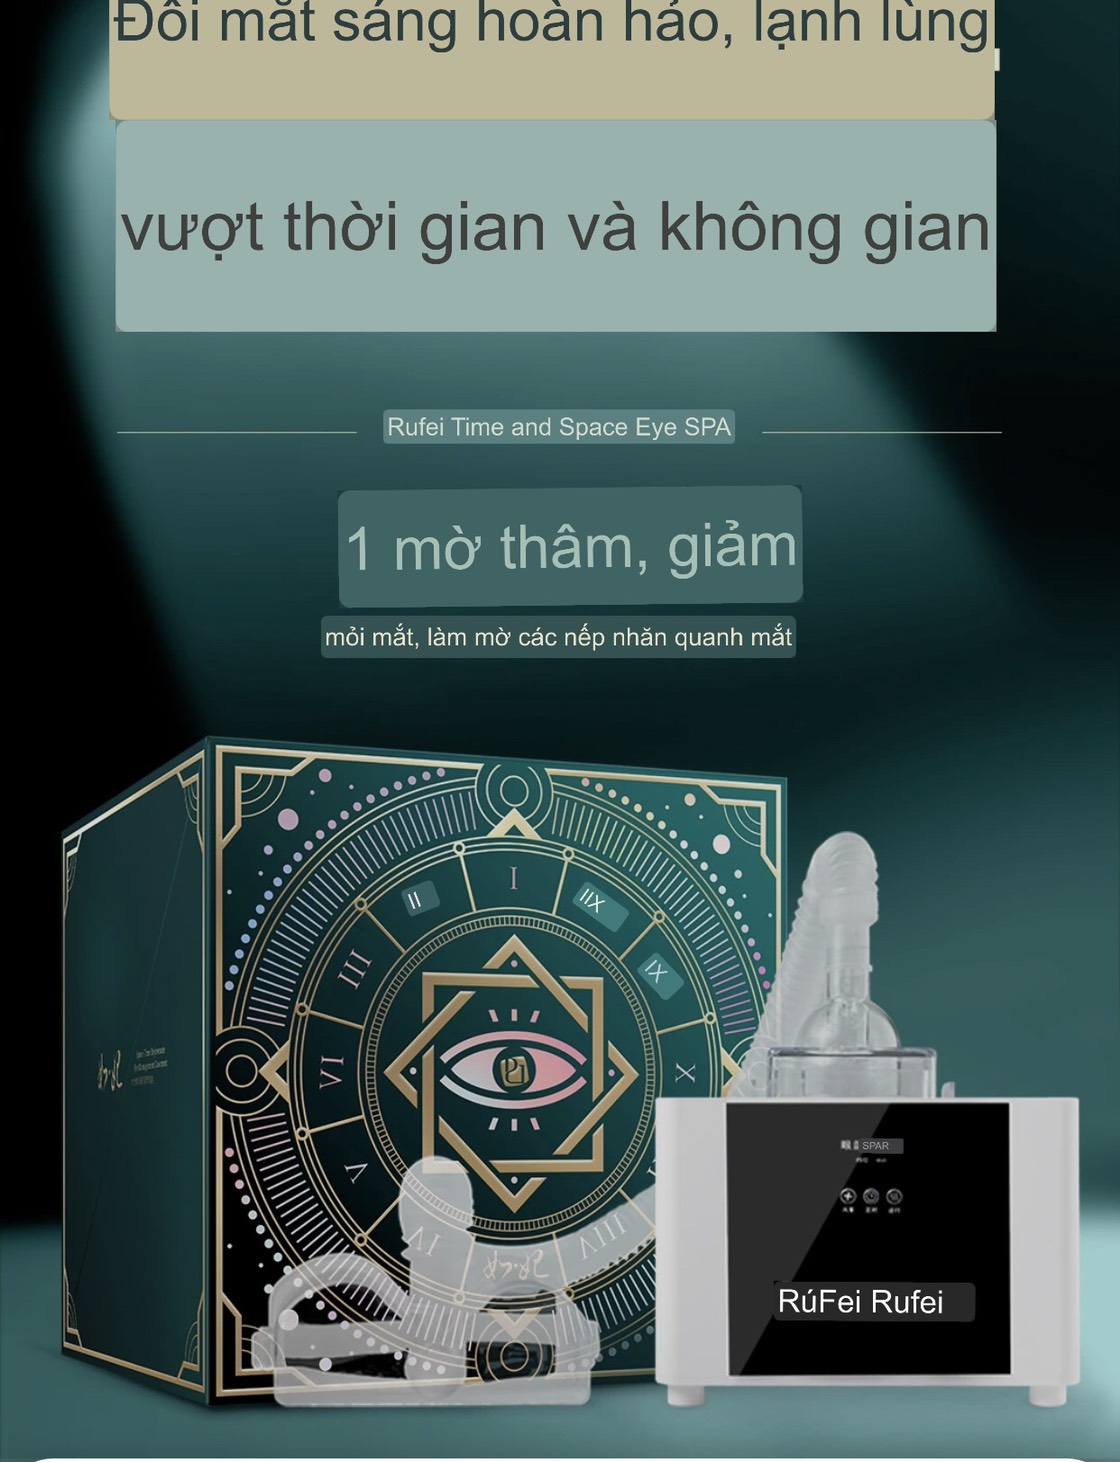 Đôi mắt sáng hoàn hảo, lạnh lùng
vượt thời gian và không gian
Rufei Time and Space Eye SPA
1 mờ thâm, giảm
mỏi mắt, làm mờ các nếp nhăn quanh mắt
I
II
IIX
III
IX
VI
X
V
IV
IIIV
SPAR
RúFei Rufei